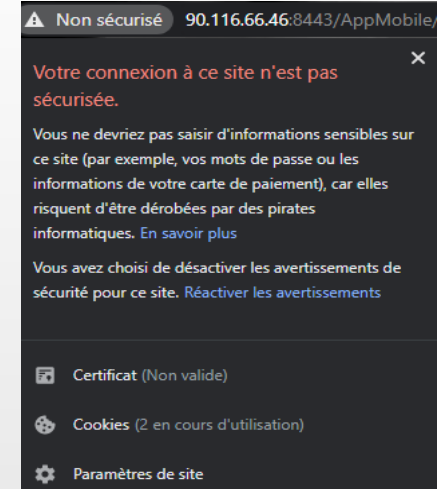 Non sécurisé 90.116.66.46:8443/AppMobile/
Votre connexion à ce site n'est pas
sécurisée.
Vous ne devriez pas saisir d'informations sensibles sur
ce site (par exemple, vos mots de passe ou les
informations de votre carte de paiement), car elles
risquent d'être dérobées par des pirates
informatiques. En savoir plus
Vous avez choisi de désactiver les avertissements de
sécurité pour ce site. Réactiver les avertissements
Certificat (Non valide)
Cookies (2 en cours d'utilisation)
Paramètres de site